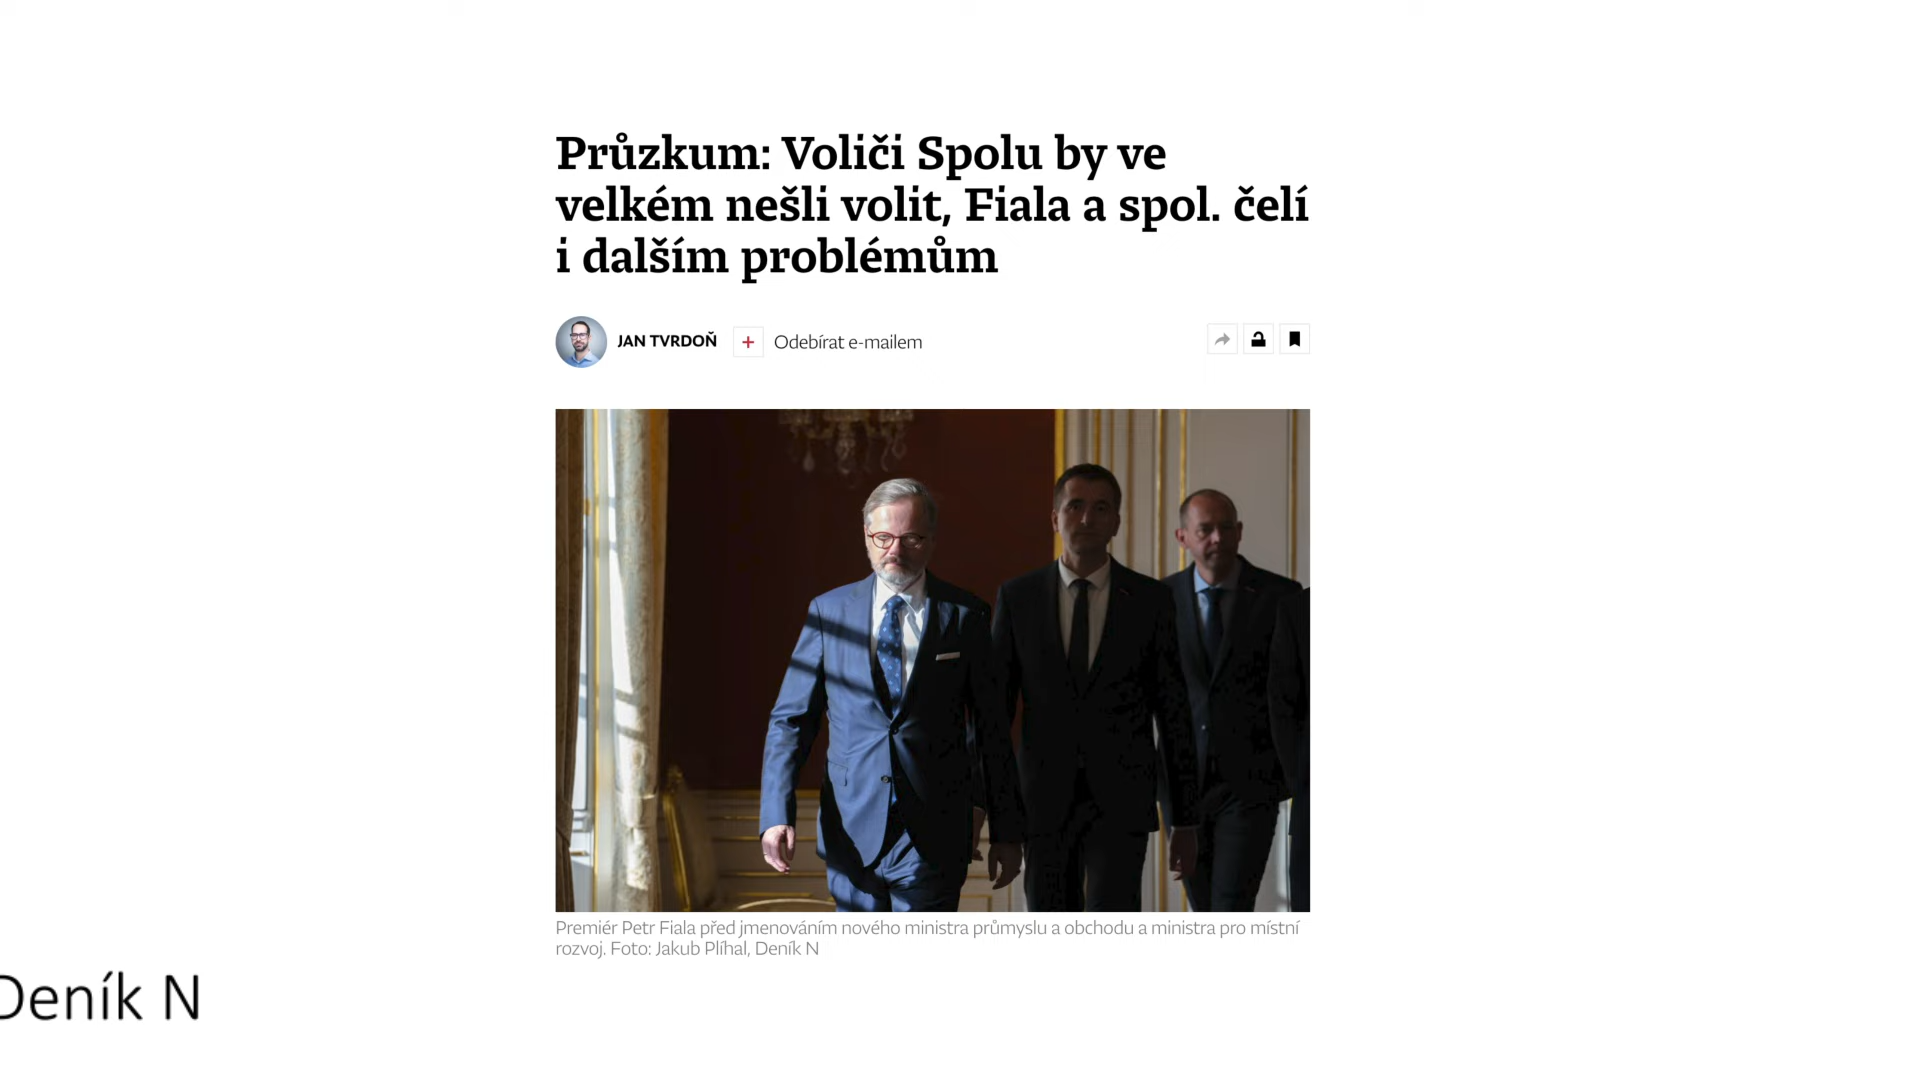 Průzkum: Voliči Spolu by ve
velkém nešli volit, Fiala a spol. čelí
i dalším problémům
JAN TVRDOŇ + Odebírat e-mailem
Premiér Petr Fiala před jmenováním nového ministra průmyslu a obchodu a ministra pro místní
rozvoj. Foto: Jakub Plíhal, Deník N
Deník N